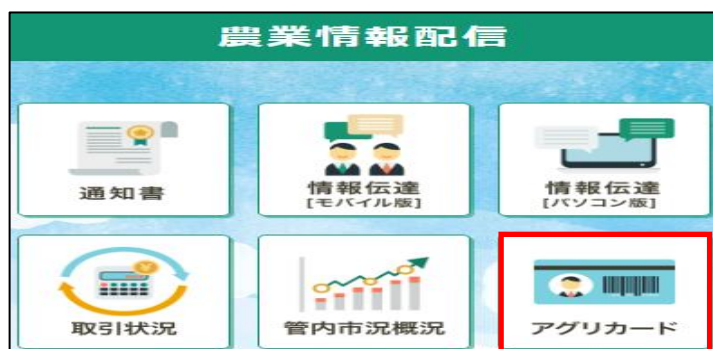 農業情報配信
通知書
情報伝達
[モバイル版]
情報伝達
[パソコン版]
取引状況
管内市況概況
アグリカード